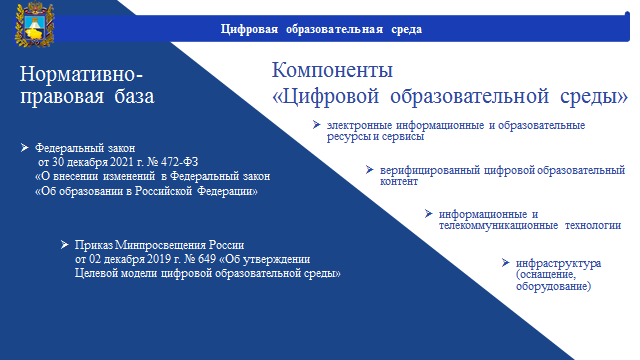 Цифровая образовательная среда
Нормативно-
правовая база
Федеральный закон
от 30 декабря 2021 г. № 472-ФЗ
«О внесении изменений в Федеральный закон
«Об образовании в Российской Федерации»
Приказ Минпросвещения России
от 02 декабря 2019 г. № 649 «Об утверждении
Целевой модели цифровой образовательной среды»
Компоненты
«Цифровой образовательной среды»
электронные информационные и образовательные
ресурсы и сервисы
верифицированный цифровой образовательный
контент
информационные и
телекоммуникационные технологии
инфраструктура
(оснащение,
оборудование)